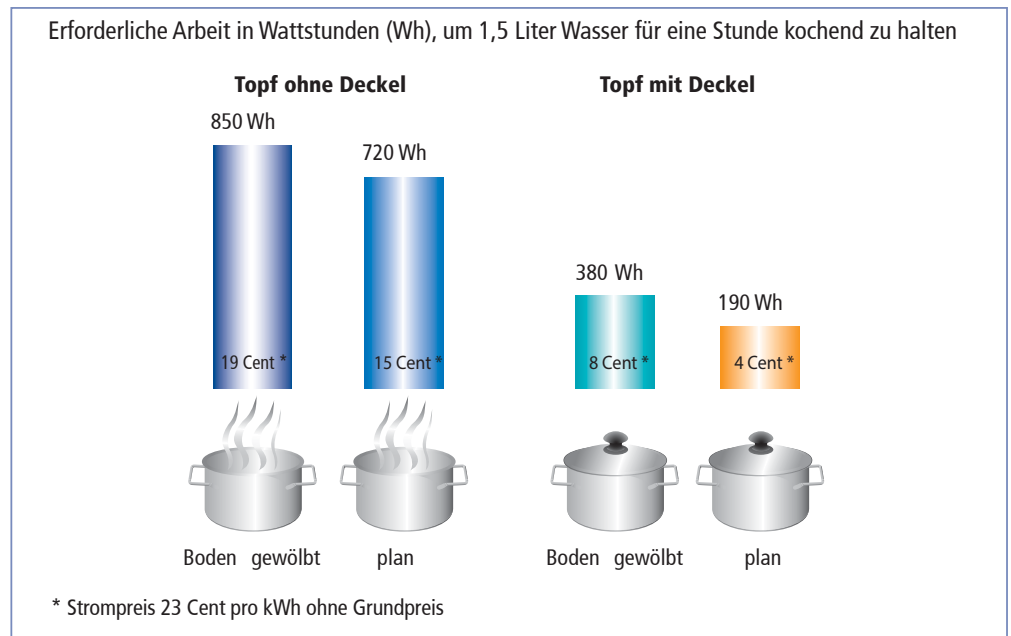 Erforderliche Arbeit in Wattstunden (Wh), um 1,5 Liter Wasser für eine Stunde kochend zu halten
Topf ohne Deckel
Topf mit Deckel
850 Wh
720 Wh
380 Wh
190 Wh
19 Cent *
15 Cent *
8 Cent *
4 Cent *
Boden gewölbt
plan
Boden gewölbt
plan
* Strompreis 23 Cent pro kWh ohne Grundpreis